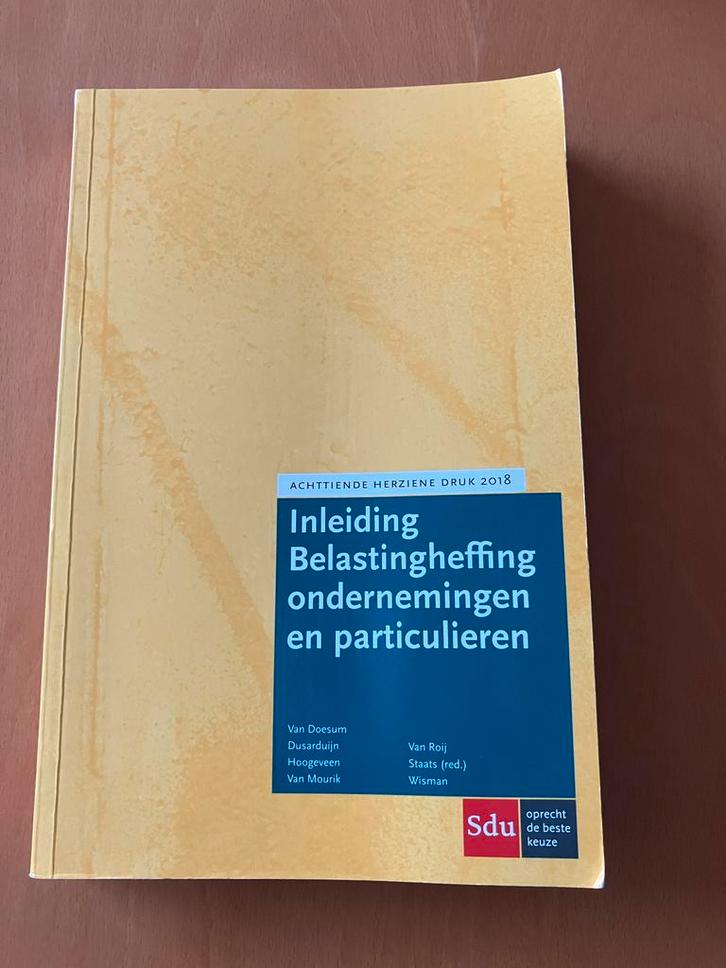 ACHTTIENDE HERZIENE DRUK 2018
Inleiding
Belastingheffing
ondernemingen
en particulieren
Van Doesum
Dusarduijn
Hoogeveen
Van Mourik
Van Roij
Staats (red.)
Wisman
Sdu
oprecht
de beste
keuze